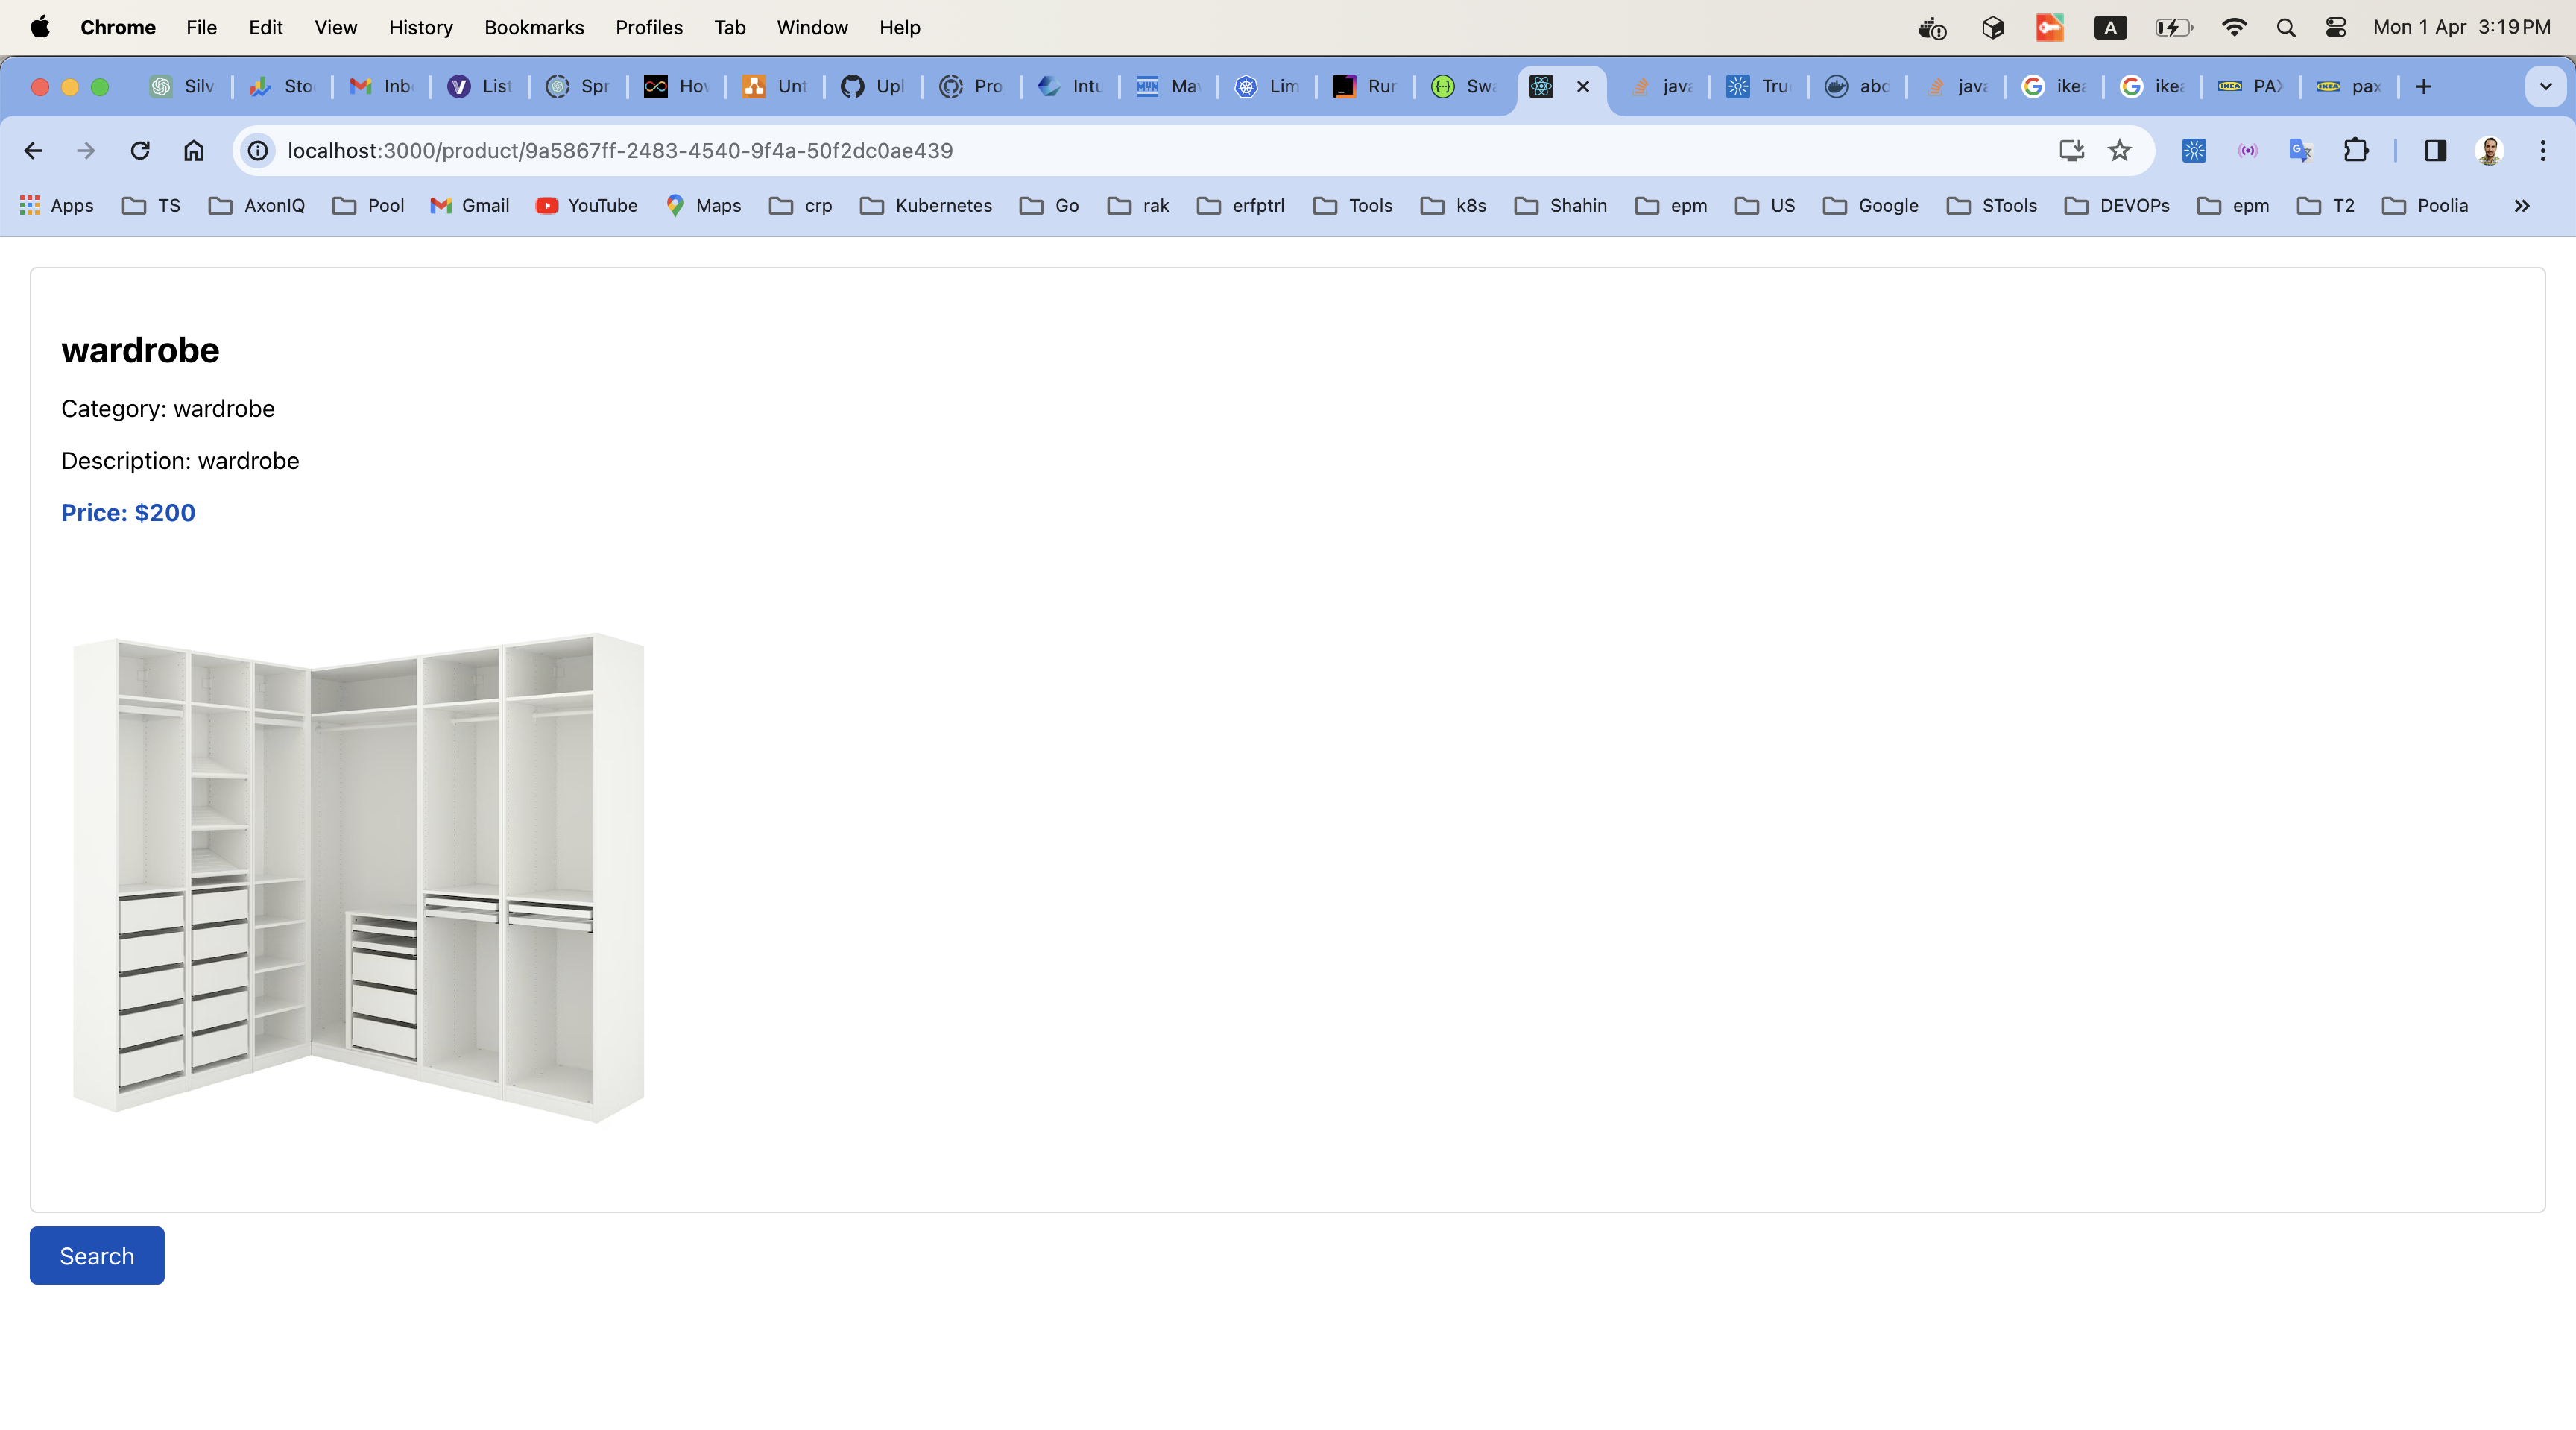 Chrome File Edit View History Bookmarks Profiles Tab Window Help A Mon 1 Apr 3:19 PM
Silv Sto Inb List Spr Hov Unt Upl Pro Intu Ma Lim Rur Swa java Tru abc java ikea ikea PAX pax
localhost:3000/product/9a5867ff-2483-4540-9f4a-50f2dc0ae439
Apps TS AxonIQ Pool Gmail YouTube Maps crp Kubernetes Go rak erfptrl Tools k8s Shahin epm US Google STools DEVOPs epm T2 Poolia
wardrobe
Category: wardrobe
Description: wardrobe
Price: $200
Search